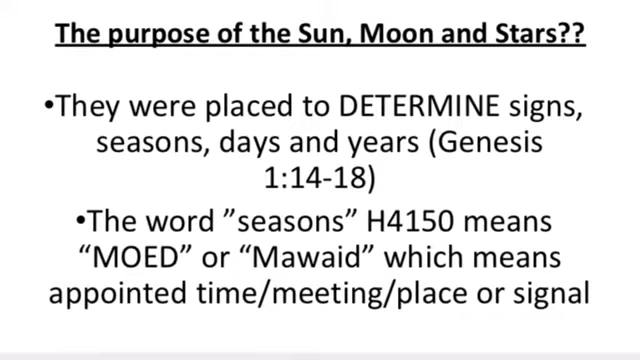 The purpose of the Sun, Moon and Stars??
•They were placed to DETERMINE signs,
seasons, days and years (Genesis
1:14-18)
•The word ”seasons” H4150 means
“MOED” or “Mawaid” which means
appointed time/meeting/place or signal